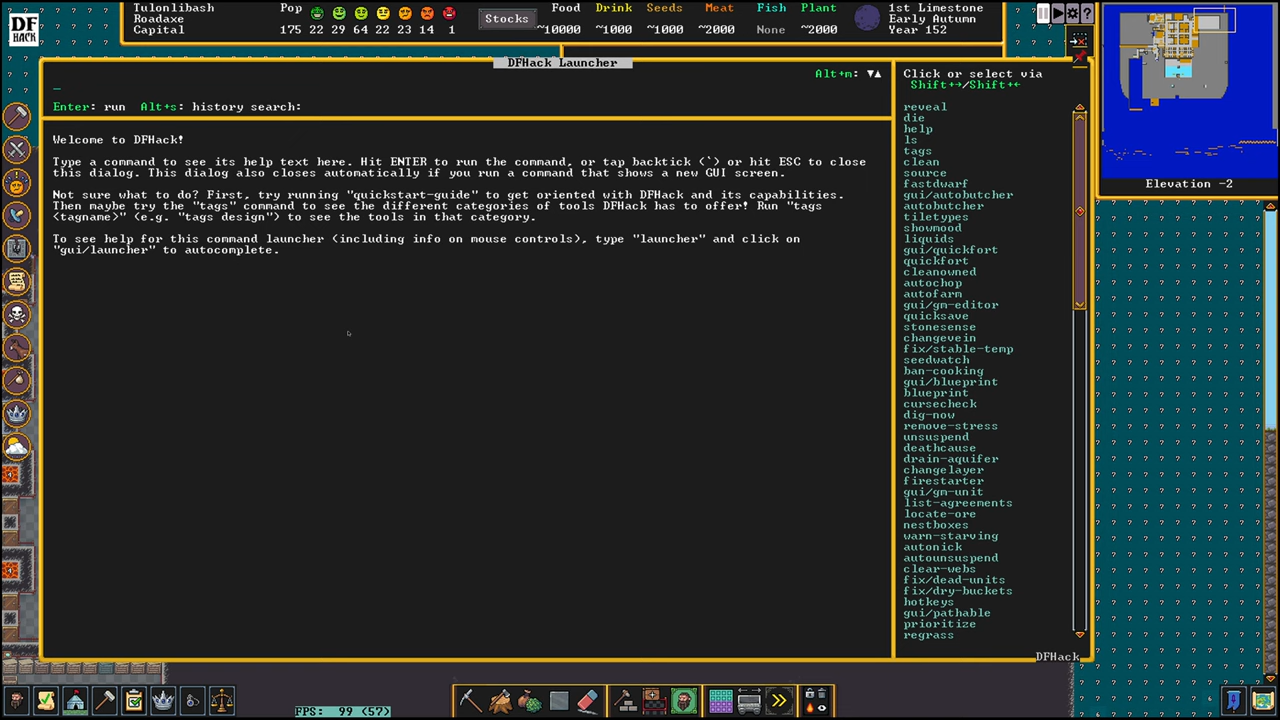 DF
HACK
Tulonlibash
Roadaxe
Capital
Pop
175 22 29 64 22 23 14 1
Stocks
Food Drink Seeds Meat Fish Plant
~10000 ~1000 ~1000 ~2000 None ~2000
1st Limestone
Early Autumn
Year 152
Elevation -2
DFHack Launcher
Alt+m: ▼▲
_
Enter: run Alt+s: history search:
Welcome to DFHack!
Type a command to see its help text here. Hit ENTER to run the command, or tap backtick (`) or hit ESC to close
this dialog. This dialog also closes automatically if you run a command that shows a new GUI screen.
Not sure what to do? First, try running "quickstart-guide" to get oriented with DFHack and its capabilities.
Then maybe try the "tags" command to see the different categories of tools DFHack has to offer! Run "tags
<tagname>" (e.g. "tags design") to see the tools in that category.
To see help for this command launcher (including info on mouse controls), type "launcher" and click on
"gui/launcher" to autocomplete.
Click or select via
Shift+→/Shift+←
reveal
die
help
ls
tags
clean
source
fastdwarf
gui/autobutcher
autobutcher
tiletypes
showmood
liquids
gui/quickfort
quickfort
cleanowned
autochop
autofarm
gui/gm-editor
quicksave
stonesense
changevein
fix/stable-temp
seedwatch
ban-cooking
gui/blueprint
blueprint
cursecheck
dig-now
remove-stress
unsuspend
deathcause
drain-aquifer
changelayer
firestarter
gui/gm-unit
list-agreements
locate-ore
nestboxes
warn-starving
autonick
autounsuspend
clear-webs
fix/dead-units
fix/dry-buckets
hotkeys
gui/pathable
prioritize
regrass
DFHack
FPS: 99 (57)